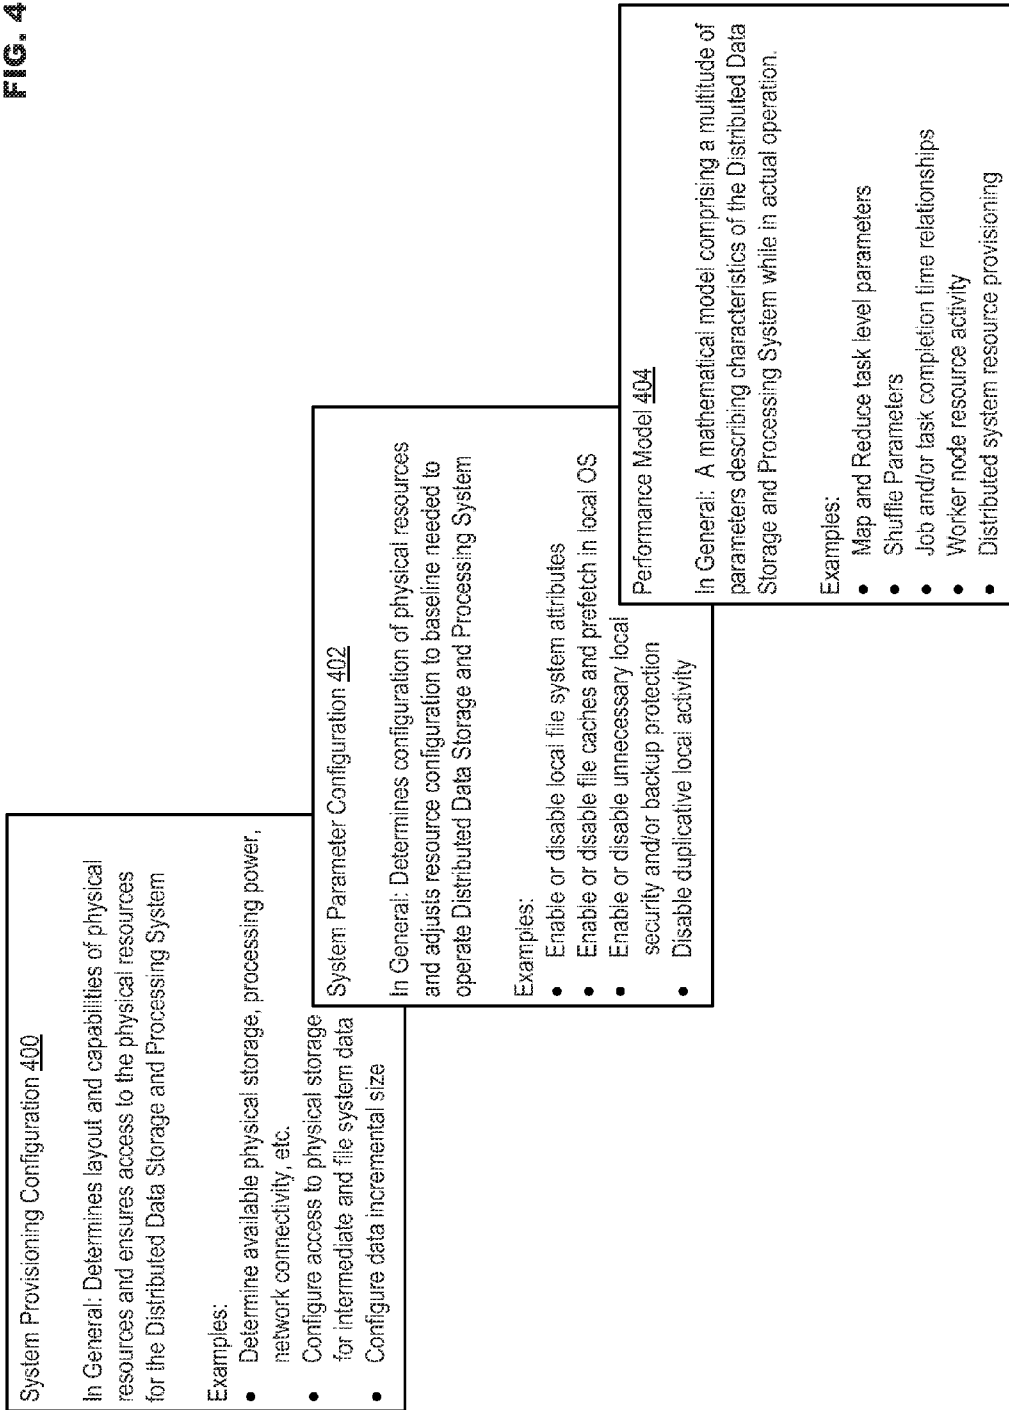 FIG. 4
System Provisioning Configuration 400
In General: Determines layout and capabilities of physical
resources and ensures access to the physical resources
for the Distributed Data Storage and Processing System
Examples:
• Determine available physical storage, processing power,
network connectivity, etc.
• Configure access to physical storage
for intermediate and file system data
• Configure data incremental size
System Parameter Configuration 402
In General: Determines configuration of physical resources
and adjusts resource configuration to baseline needed to
operate Distributed Data Storage and Processing System
Examples:
• Enable or disable local file system attributes
• Enable or disable file caches and prefetch in local OS
• Enable or disable unnecessary local
security and/or backup protection
• Disable duplicative local activity
Performance Model 404
In General: A mathematical model comprising a multitude of
parameters describing characteristics of the Distributed Data
Storage and Processing System while in actual operation.
Examples:
• Map and Reduce task level parameters
• Shuffle Parameters
• Job and/or task completion time relationships
• Worker node resource activity
• Distributed system resource provisioning